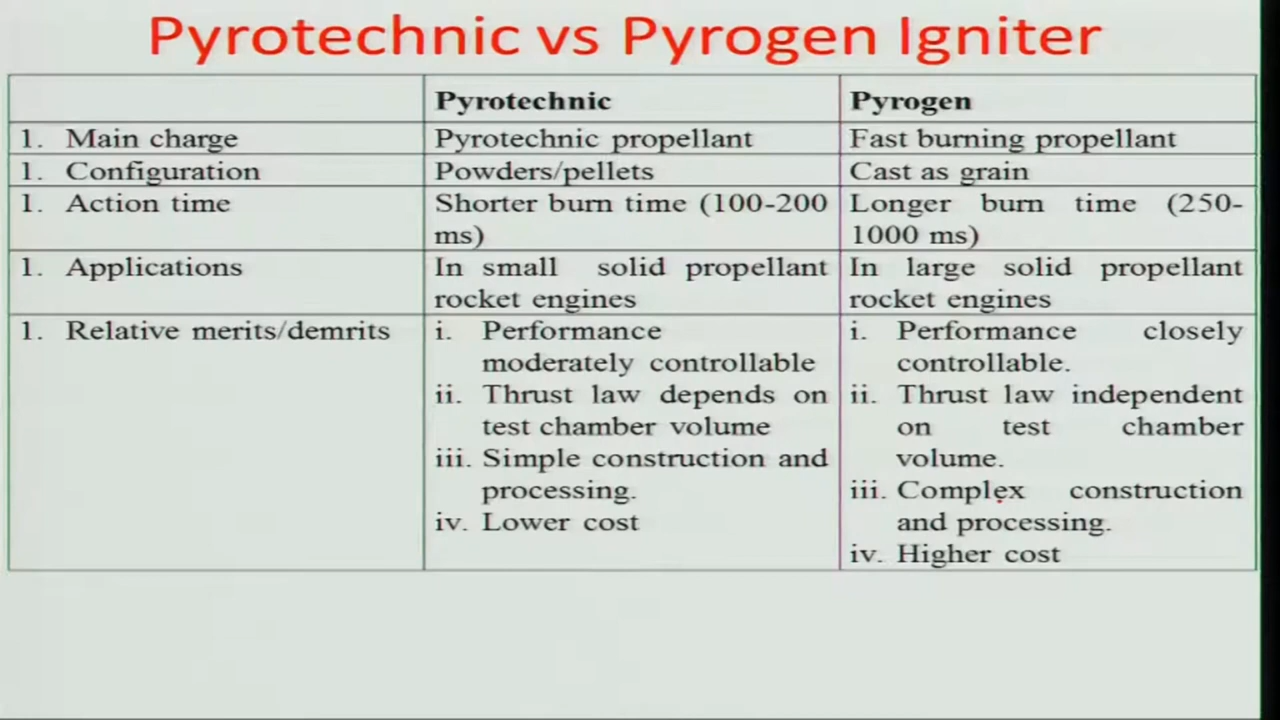 Pyrotechnic vs Pyrogen Igniter
Pyrotechnic
Pyrogen
1. Main charge
Pyrotechnic propellant
Fast burning propellant
1. Configuration
Powders/pellets
Cast as grain
1. Action time
Shorter burn time (100-200
ms)
Longer burn time (250-
1000 ms)
1. Applications
In small solid propellant
rocket engines
In large solid propellant
rocket engines
1. Relative merits/demrits
i. Performance
moderately controllable
ii. Thrust law depends on
test chamber volume
iii. Simple construction and
processing.
iv. Lower cost
i. Performance closely
controllable.
ii. Thrust law independent
on test chamber
volume.
iii. Complex construction
and processing.
iv. Higher cost